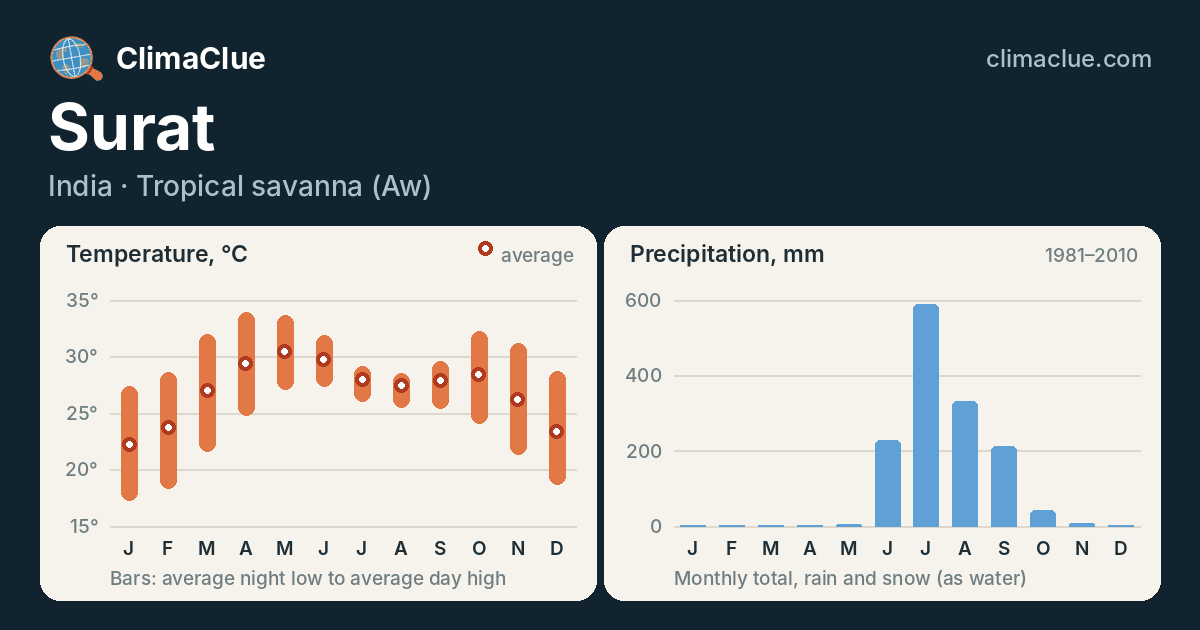 ClimaClue
climaclue.com
Surat
India · Tropical savanna (Aw)
Temperature, °C
average
35°
30°
25°
20°
15°
J F M A M J J A S O N D
Bars: average night low to average day high
Precipitation, mm
1981–2010
600
400
200
0
J F M A M J J A S O N D
Monthly total, rain and snow (as water)